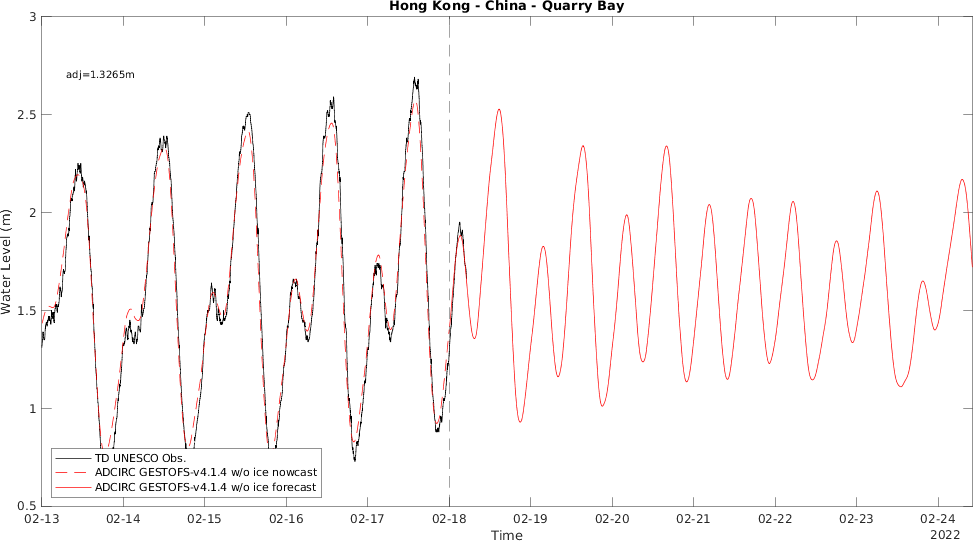 Hong Kong - China - Quarry Bay
adj=1.3265m
Water Level (m)
3
2.5
2
1.5
1
0.5
TD UNESCO Obs.
ADCIRC GESTOFS-v4.1.4 w/o ice nowcast
ADCIRC GESTOFS-v4.1.4 w/o ice forecast
02-13 02-14 02-15 02-16 02-17 02-18 02-19 02-20 02-21 02-22 02-23 02-24
Time
2022